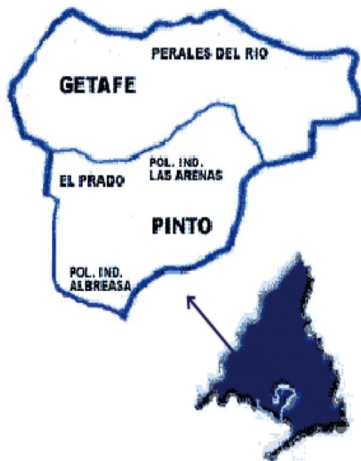 PERALES DEL RIO
GETAFE
POL. IND.
LAS ARENAS
EL PRADO
PINTO
POL. IND.
ALBREASA